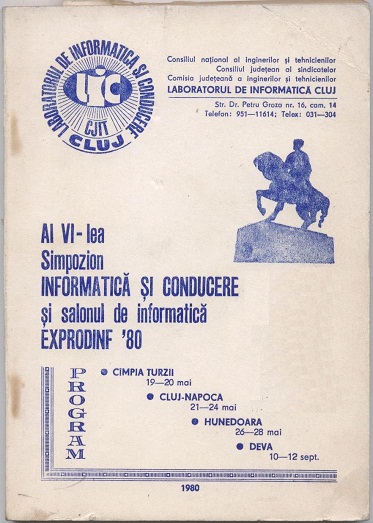 LABORATORUL DE INFORMATICĂ ȘI CONDUCERE
LIC
CJIT
CLUJ
Consiliul național al inginerilor și tehnicienilor
Consiliul județean al sindicatelor
Comisia județeană a inginerilor și tehnicienilor
LABORATORUL DE INFORMATICĂ CLUJ
Str. Dr. Petru Groza nr. 16, cam. 14
Telefon: 951—11614; Telex: 031—304
Al VI-lea
Simpozion
INFORMATICĂ ȘI CONDUCERE
și salonul de informatică
EXPRODINF '80
PROGRAM
CÎMPIA TURZII
19—20 mai
CLUJ-NAPOCA
21—24 mai
HUNEDOARA
26—28 mai
DEVA
10—12 sept.
1980